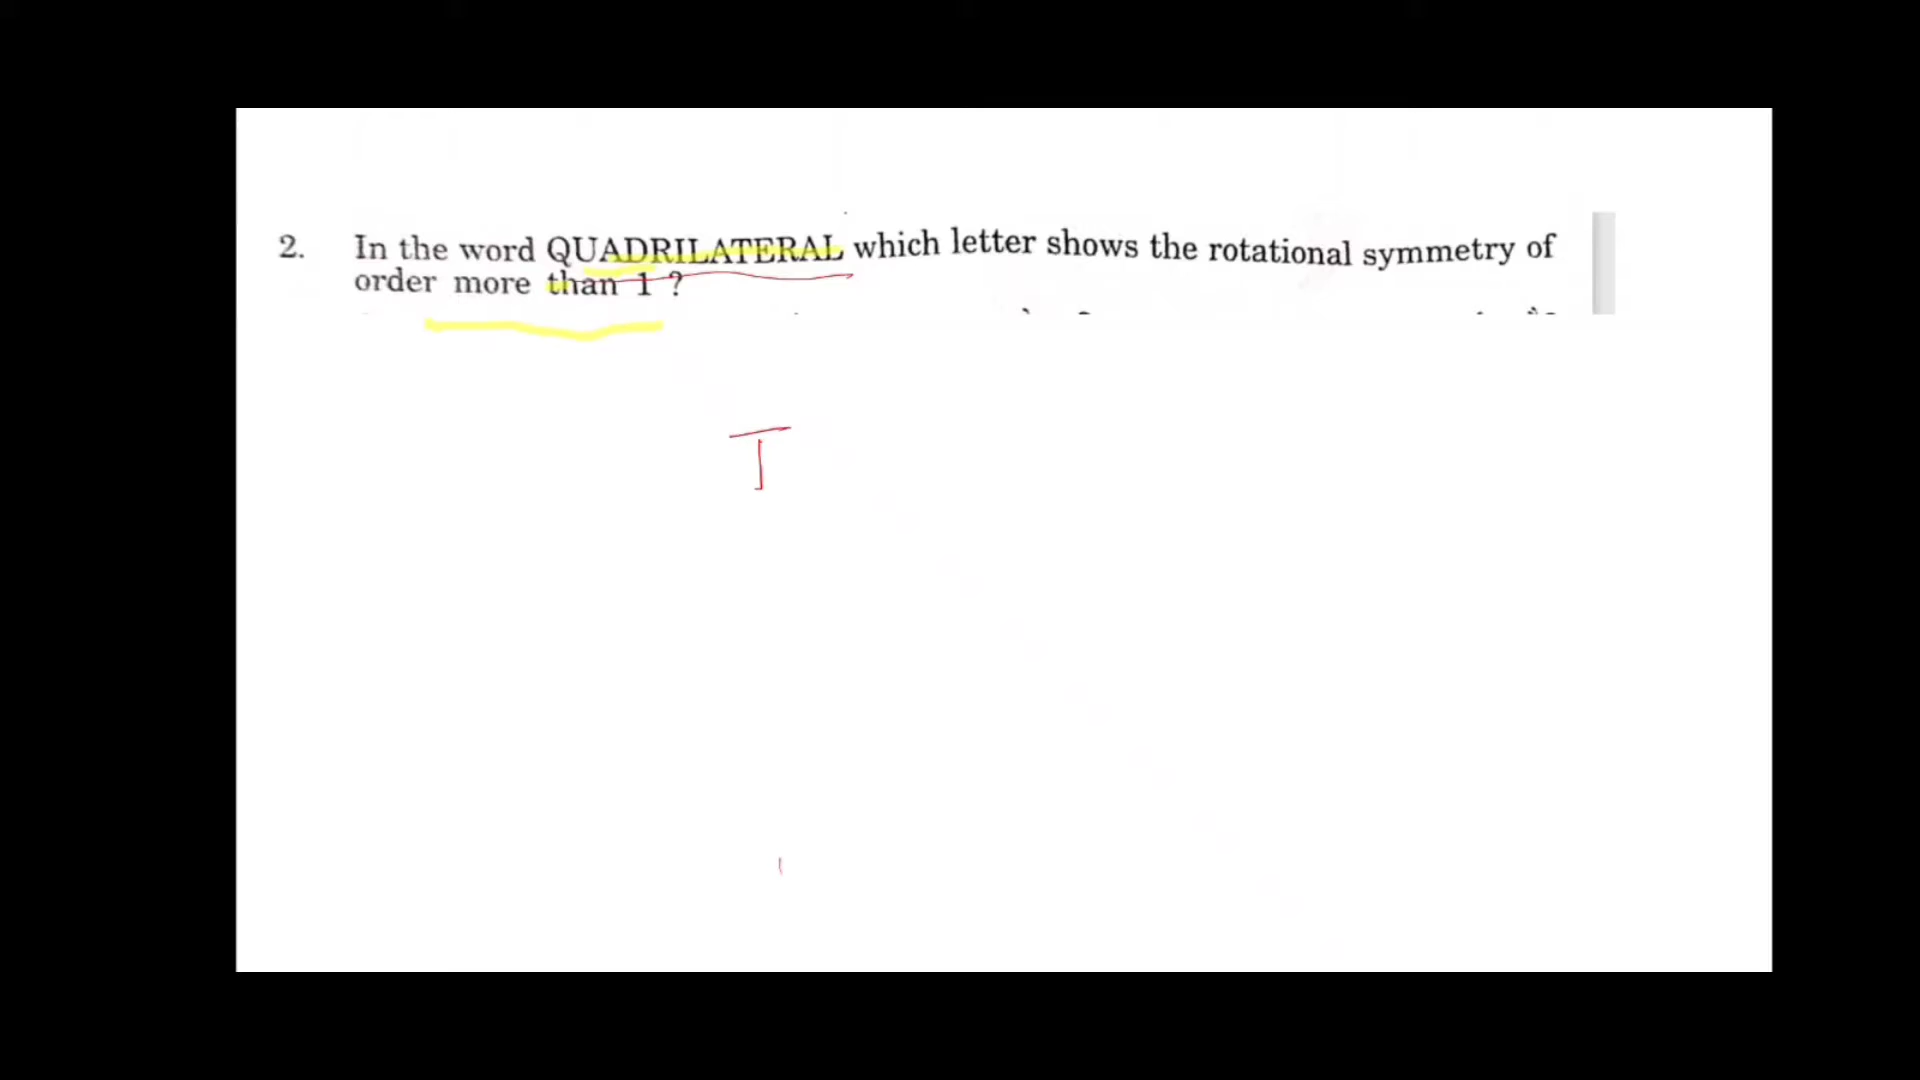 2. In the word QUADRILATERAL which letter shows the rotational symmetry of
order more than 1 ?
T